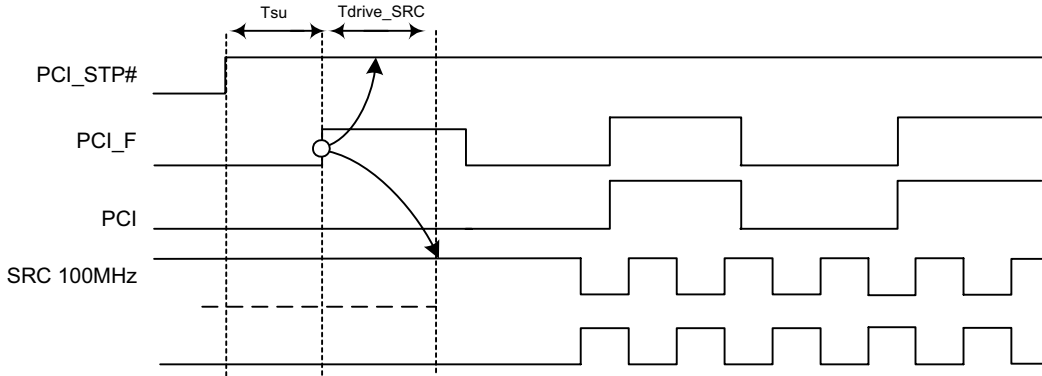 Tsu
Tdrive_SRC
PCI_STP#
PCI_F
PCI
SRC 100MHz